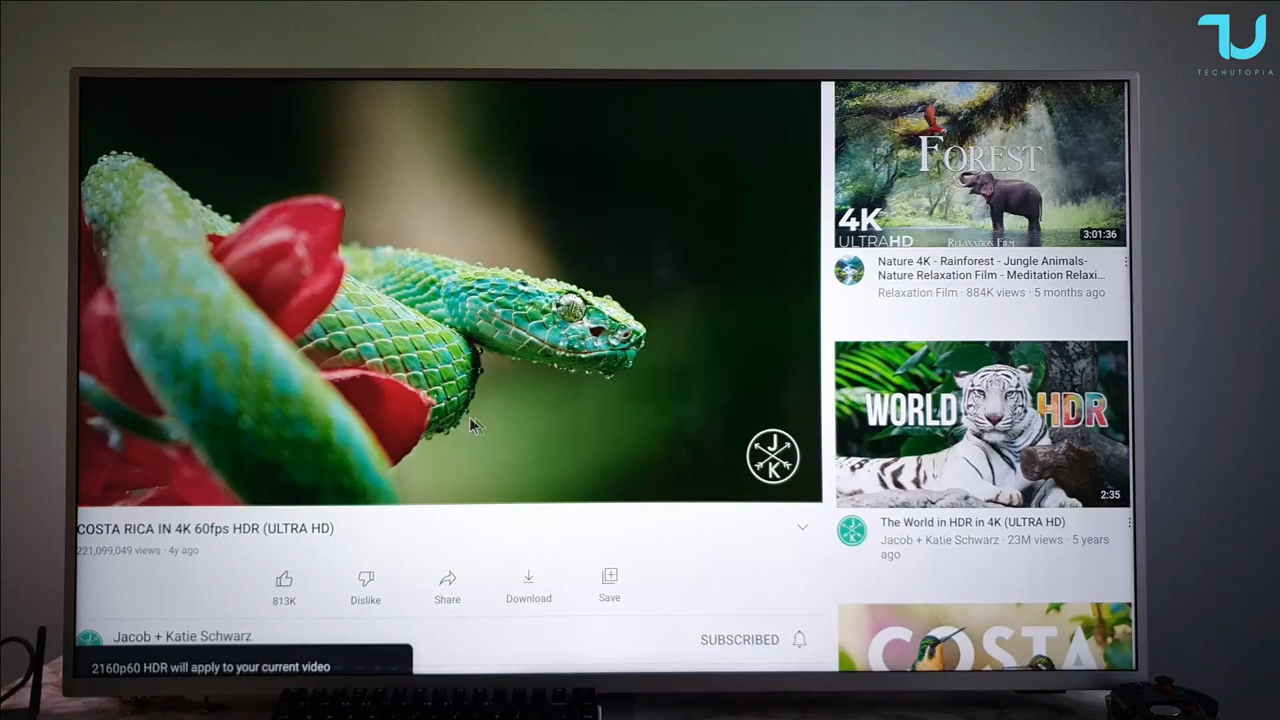 TECHUTOPIA
FOREST
4K
ULTRAHD
RELAXATION FILM
3:01:36
Nature 4K - Rainforest - Jungle Animals-
Nature Relaxation Film - Meditation Relaxi...
Relaxation Film · 884K views · 5 months ago
WORLD HDR
2:35
The World in HDR in 4K (ULTRA HD)
Jacob + Katie Schwarz · 23M views · 5 years
ago
COSTA
J
K
COSTA RICA IN 4K 60fps HDR (ULTRA HD)
221,099,049 views · 4y ago
813K
Dislike
Share
Download
Save
Jacob + Katie Schwarz
SUBSCRIBED
2160p60 HDR will apply to your current video